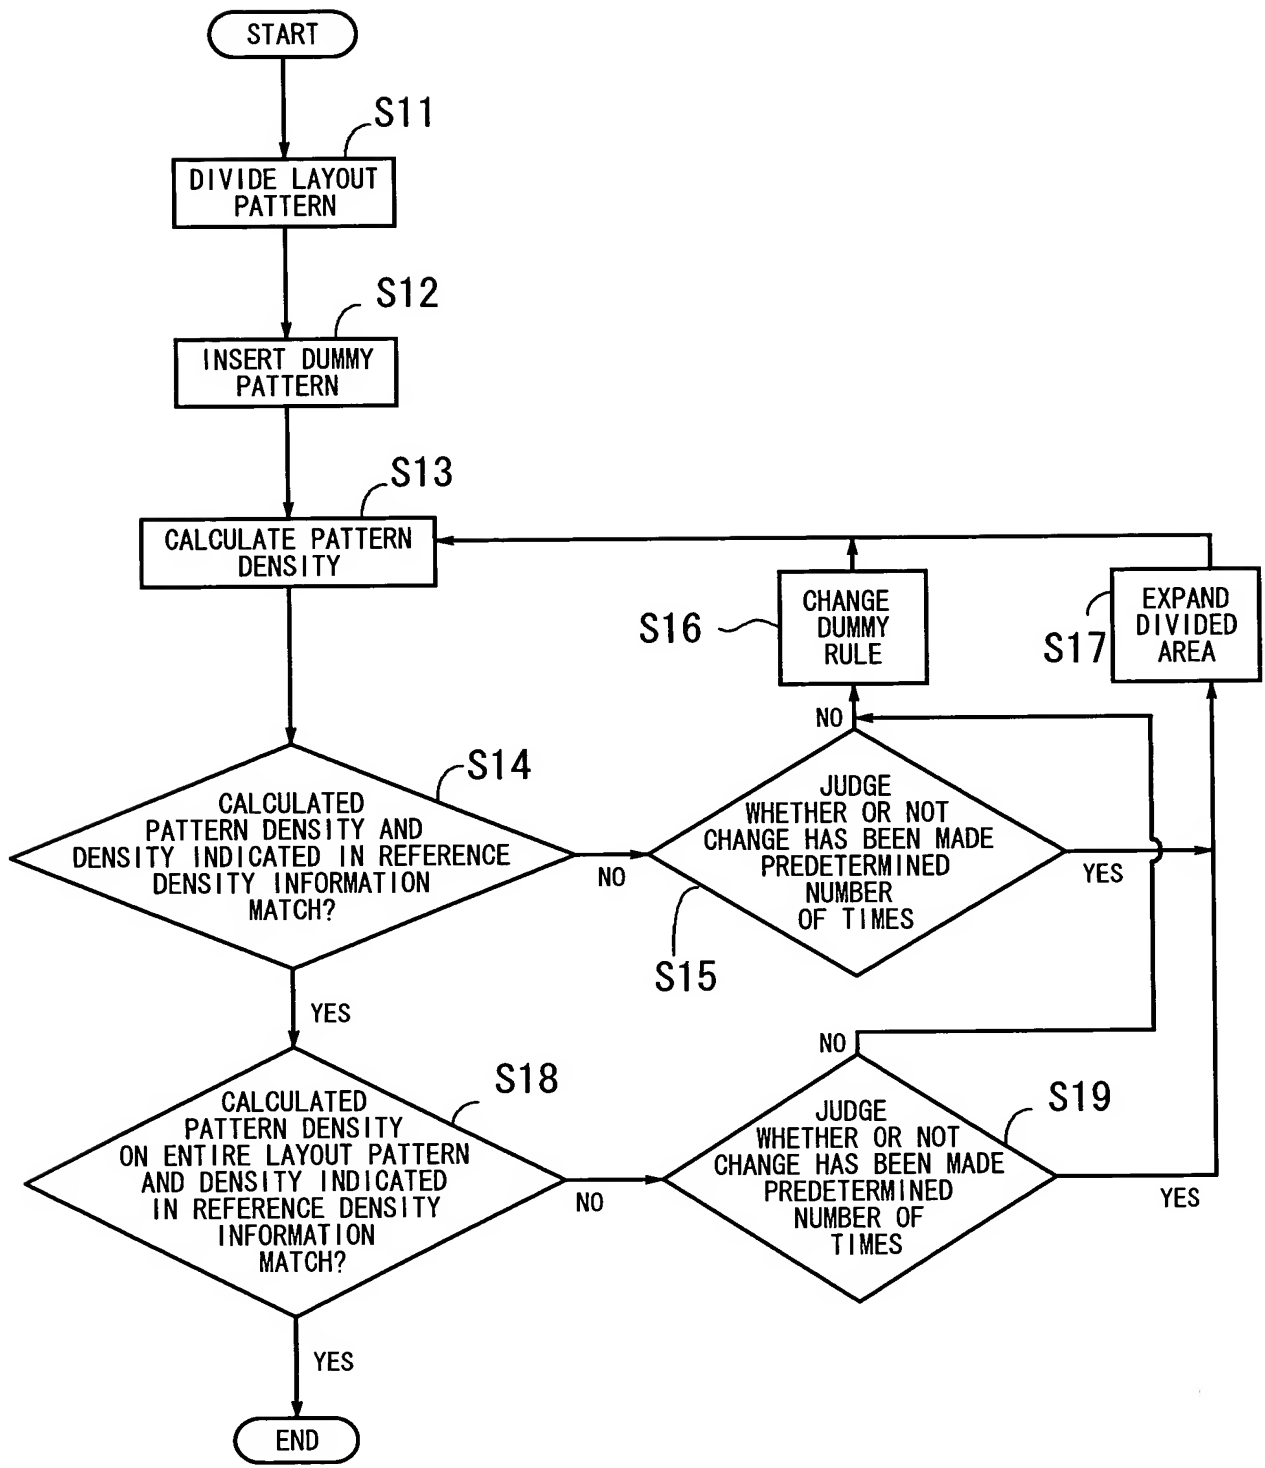 START
S11
DIVIDE LAYOUT
PATTERN
S12
INSERT DUMMY
PATTERN
S13
CALCULATE PATTERN
DENSITY
S16
CHANGE
DUMMY
RULE
S17
EXPAND
DIVIDED
AREA
S14
CALCULATED
PATTERN DENSITY AND
DENSITY INDICATED IN REFERENCE
DENSITY INFORMATION
MATCH?
NO
YES
NO
JUDGE
WHETHER OR NOT
CHANGE HAS BEEN MADE
PREDETERMINED
NUMBER
OF TIMES
YES
S15
S18
CALCULATED
PATTERN DENSITY
ON ENTIRE LAYOUT PATTERN
AND DENSITY INDICATED
IN REFERENCE DENSITY
INFORMATION
MATCH?
NO
YES
NO
S19
JUDGE
WHETHER OR NOT
CHANGE HAS BEEN MADE
PREDETERMINED
NUMBER OF
TIMES
YES
END